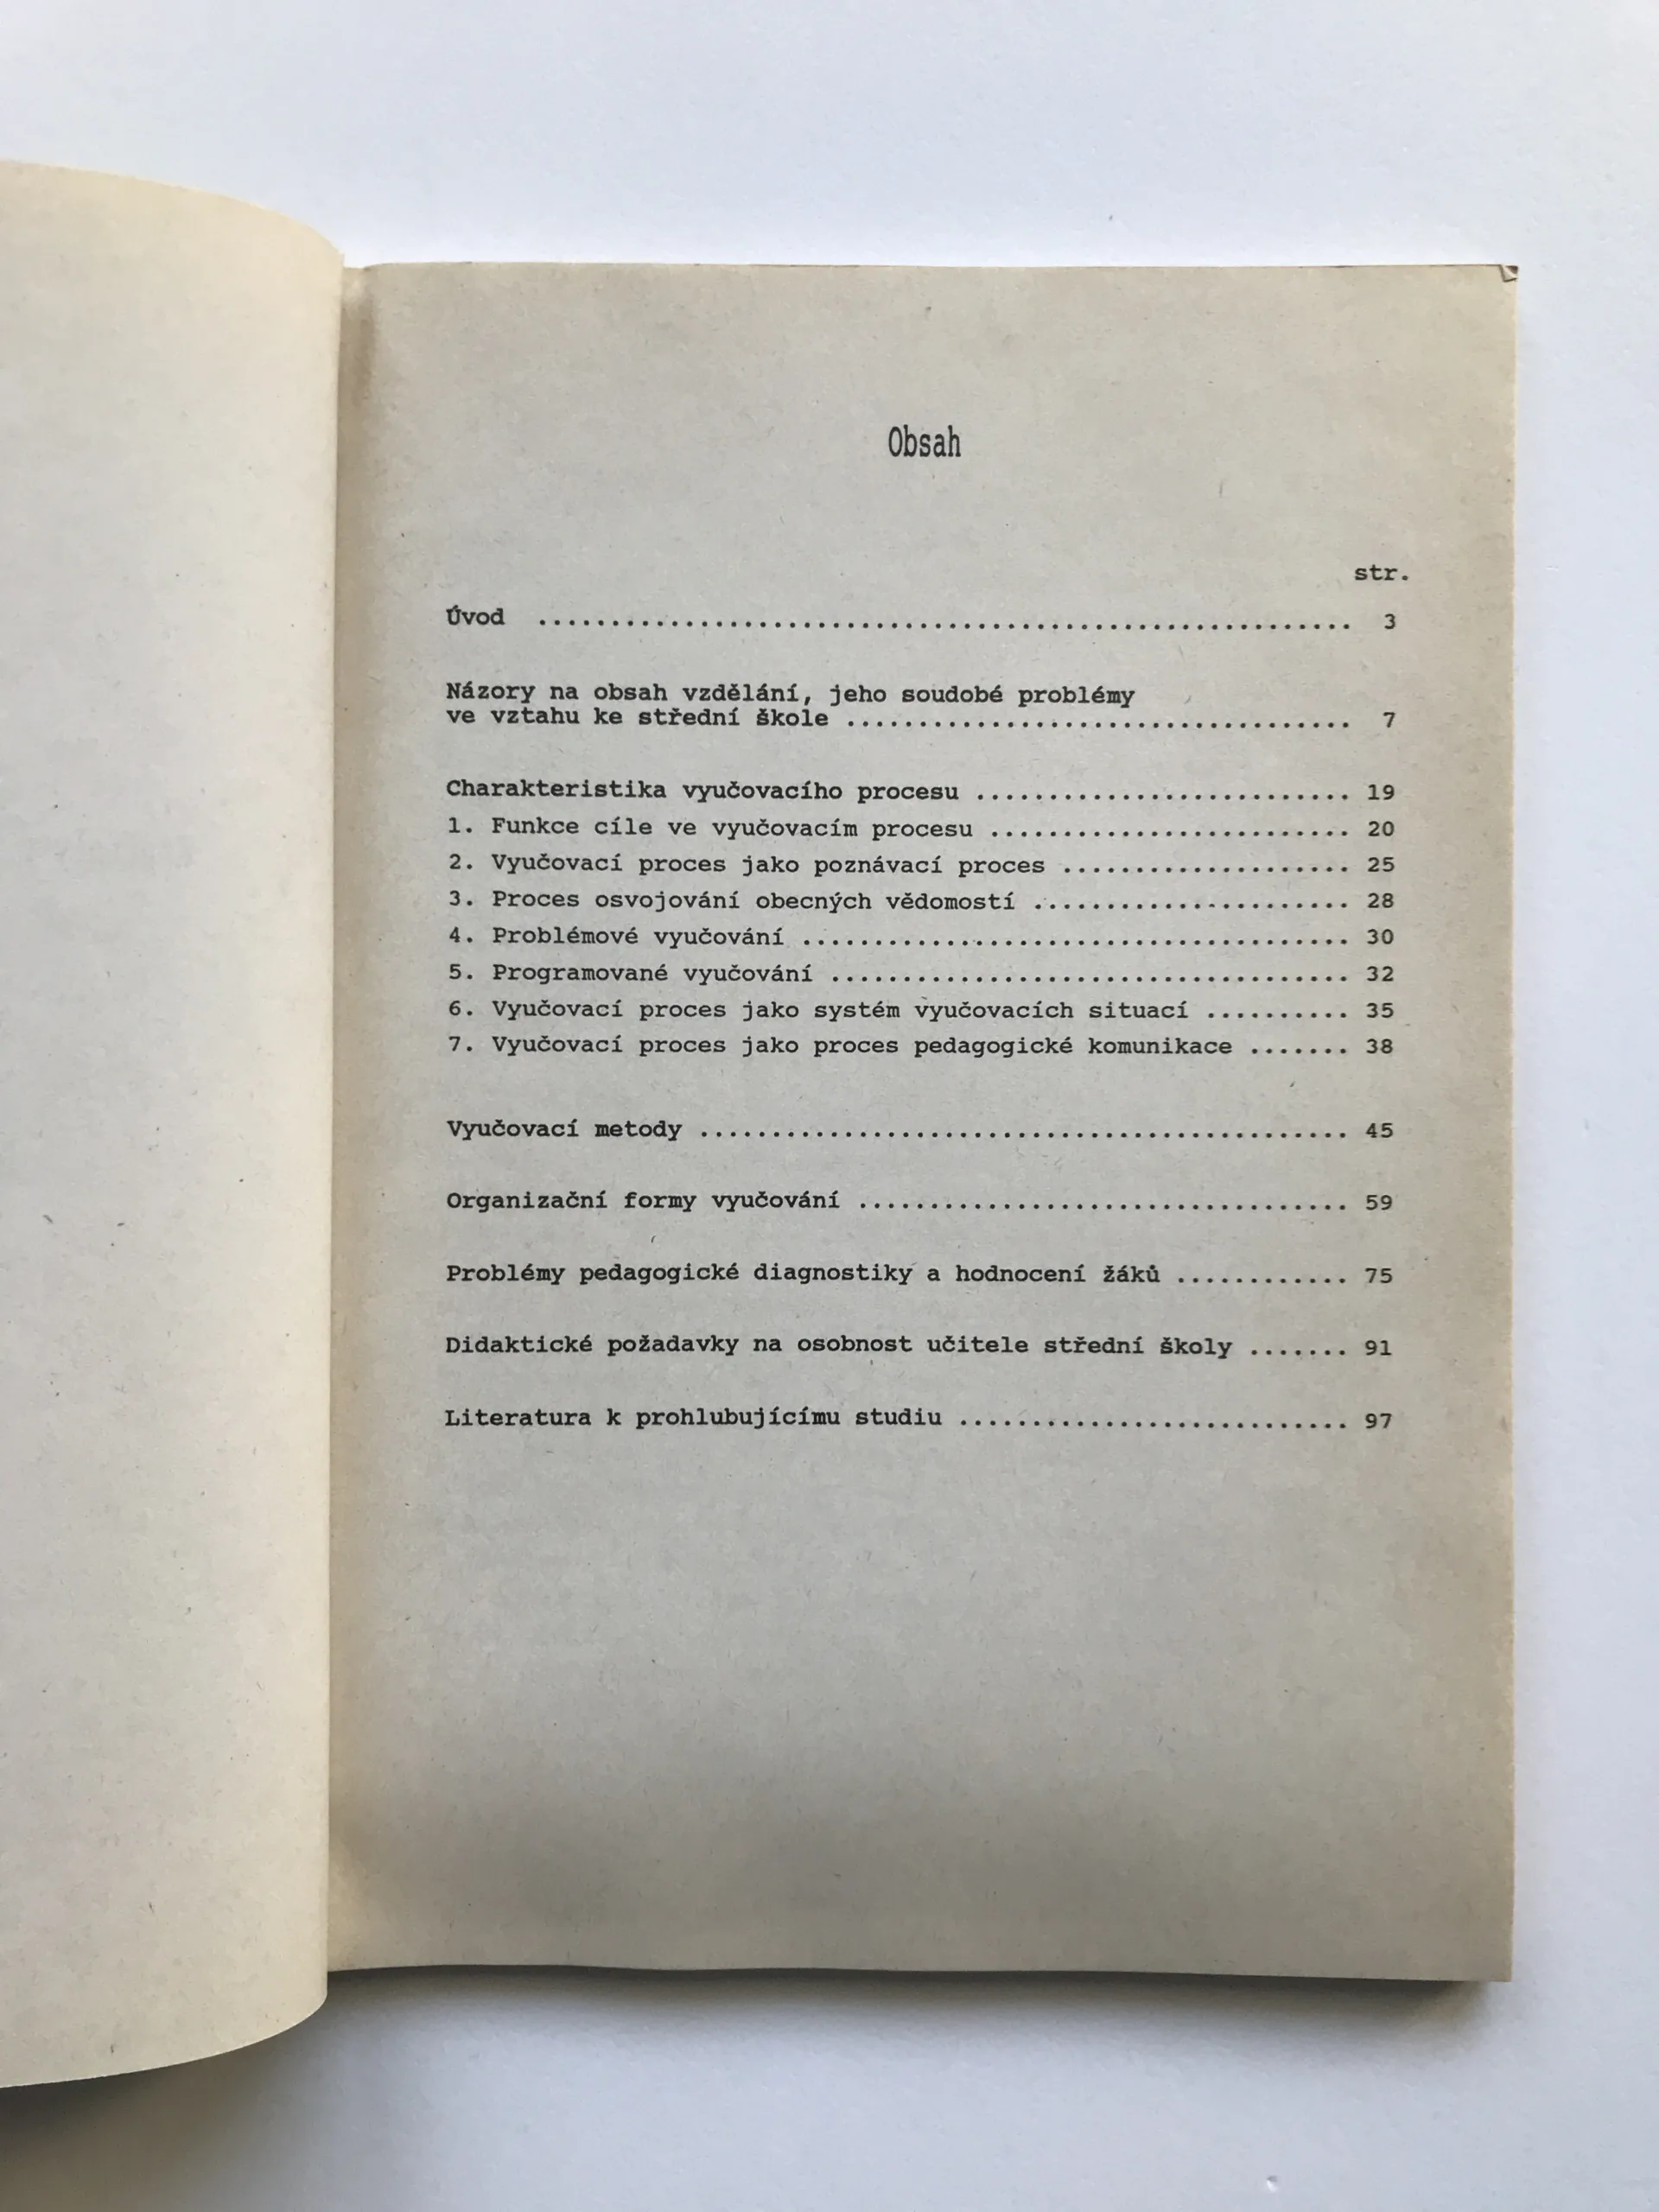 Obsah
str.
Úvod ........................................................ 3
Názory na obsah vzdělání, jeho soudobé problémy
ve vztahu ke střední škole ................................... 7
Charakteristika vyučovacího procesu .......................... 19
1. Funkce cíle ve vyučovacím procesu ......................... 20
2. Vyučovací proces jako poznávací proces .................... 25
3. Proces osvojování obecných vědomostí ...................... 28
4. Problémové vyučování ...................................... 30
5. Programované vyučování .................................... 32
6. Vyučovací proces jako systém vyučovacích situací .......... 35
7. Vyučovací proces jako proces pedagogické komunikace ....... 38
Vyučovací metody ............................................. 45
Organizační formy vyučování .................................. 59
Problémy pedagogické diagnostiky a hodnocení žáků ............ 75
Didaktické požadavky na osobnost učitele střední školy ....... 91
Literatura k prohlubujícímu studiu ........................... 97